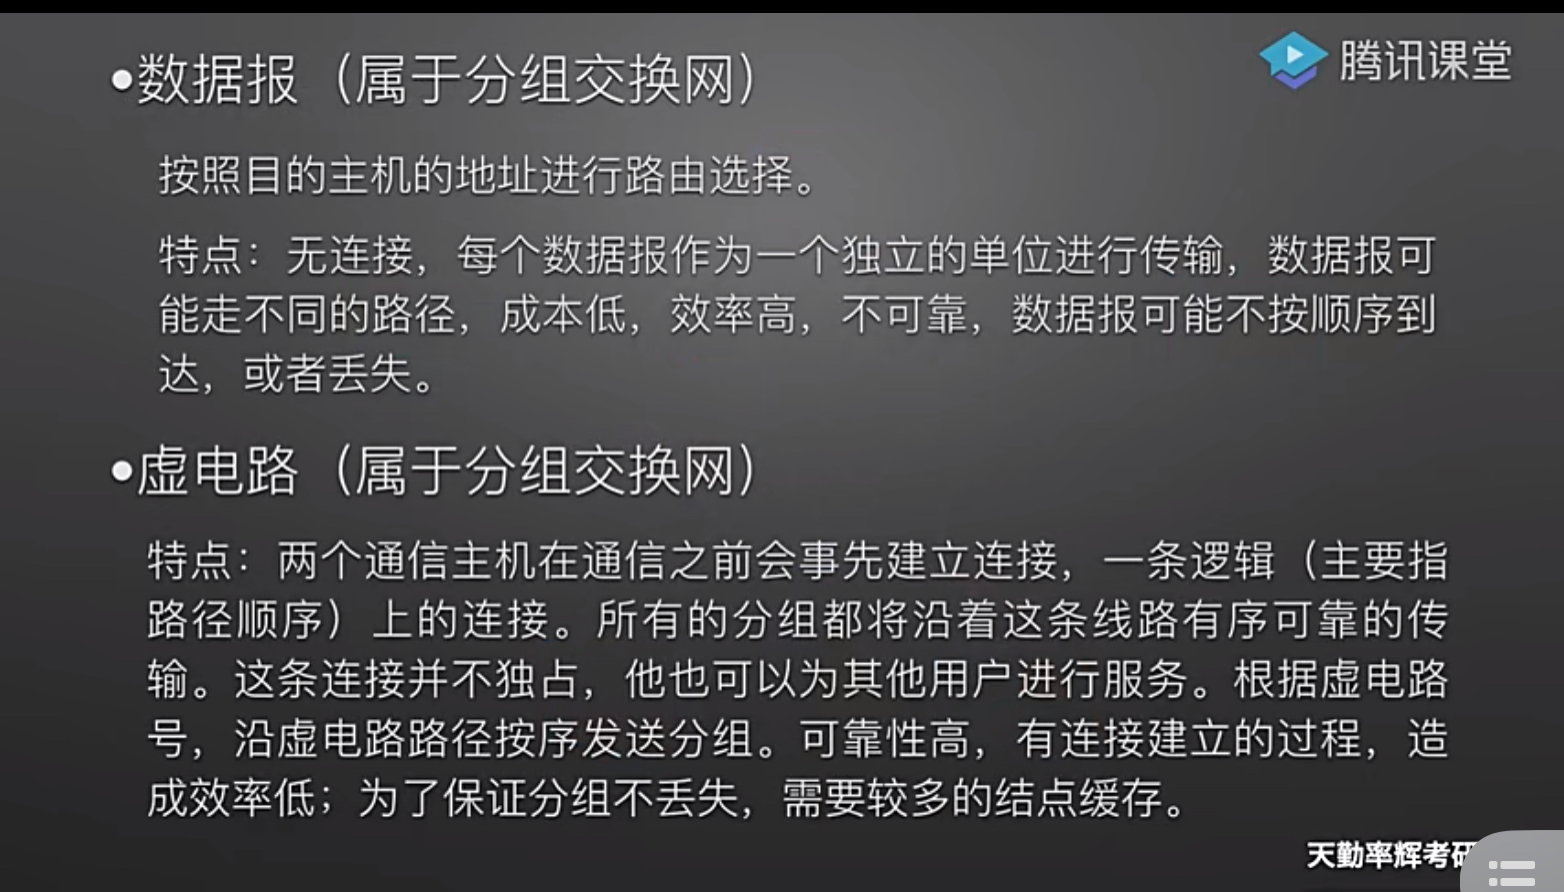 腾讯课堂
•数据报（属于分组交换网）
按照目的主机的地址进行路由选择。
特点：无连接，每个数据报作为一个独立的单位进行传输，数据报可
能走不同的路径，成本低，效率高，不可靠，数据报可能不按顺序到
达，或者丢失。
•虚电路（属于分组交换网）
特点：两个通信主机在通信之前会事先建立连接，一条逻辑（主要指
路径顺序）上的连接。所有的分组都将沿着这条线路有序可靠的传
输。这条连接并不独占，他也可以为其他用户进行服务。根据虚电路
号，沿虚电路路径按序发送分组。可靠性高，有连接建立的过程，造
成效率低；为了保证分组不丢失，需要较多的结点缓存。
天勤率辉考研